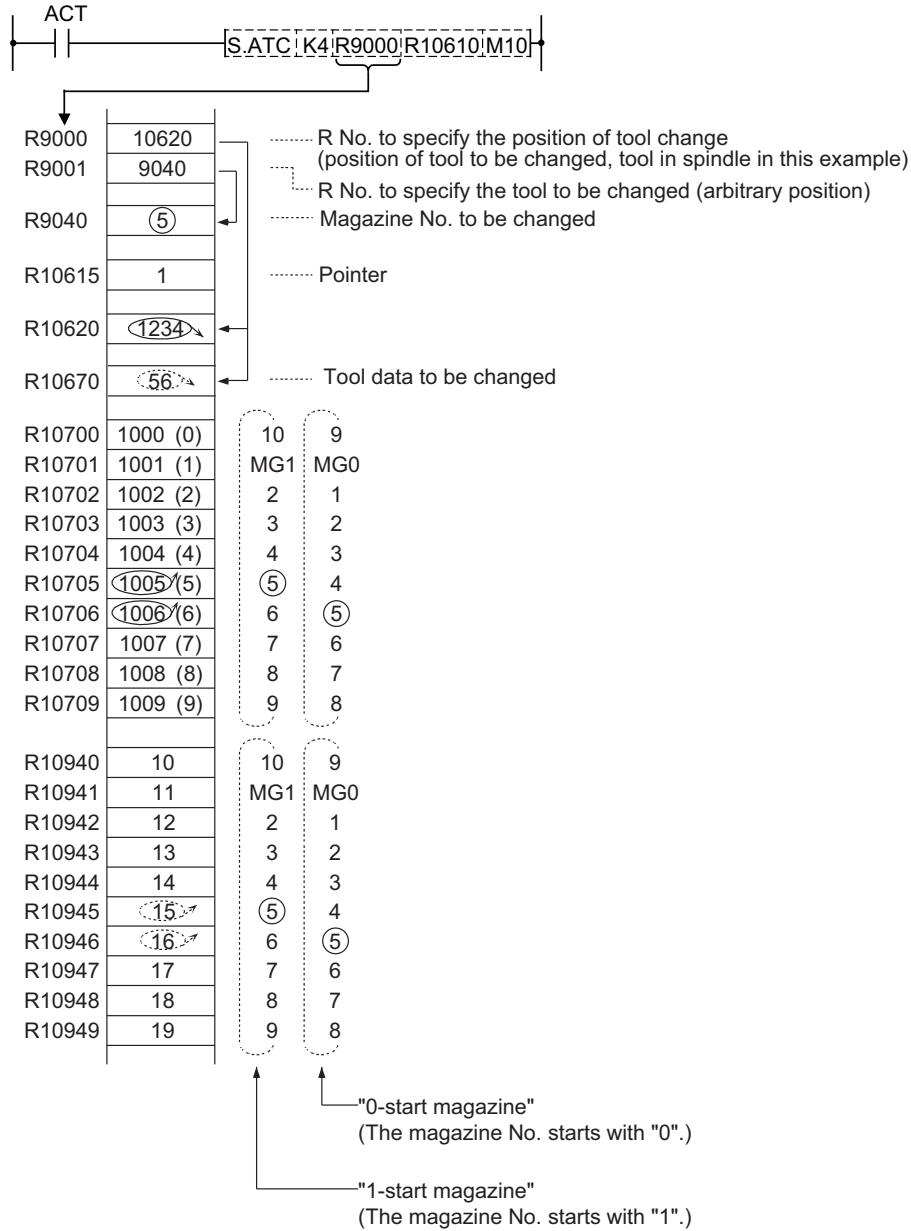 ACT
S.ATC K4 R9000 R10610 M10
R9000 10620 R No. to specify the position of tool change
(position of tool to be changed, tool in spindle in this example)
R9001 9040
R No. to specify the tool to be changed (arbitrary position)
R9040 5 Magazine No. to be changed
R10615 1 Pointer
R10620 1234
R10670 56 Tool data to be changed
R10700 1000 (0) 10 9
R10701 1001 (1) MG1 MG0
R10702 1002 (2) 2 1
R10703 1003 (3) 3 2
R10704 1004 (4) 4 3
R10705 1005 (5) 5 4
R10706 1006 (6) 6 5
R10707 1007 (7) 7 6
R10708 1008 (8) 8 7
R10709 1009 (9) 9 8
R10940 10 10 9
R10941 11 MG1 MG0
R10942 12 2 1
R10943 13 3 2
R10944 14 4 3
R10945 15 5 4
R10946 16 6 5
R10947 17 7 6
R10948 18 8 7
R10949 19 9 8
"0-start magazine"
(The magazine No. starts with "0".)
"1-start magazine"
(The magazine No. starts with "1".)